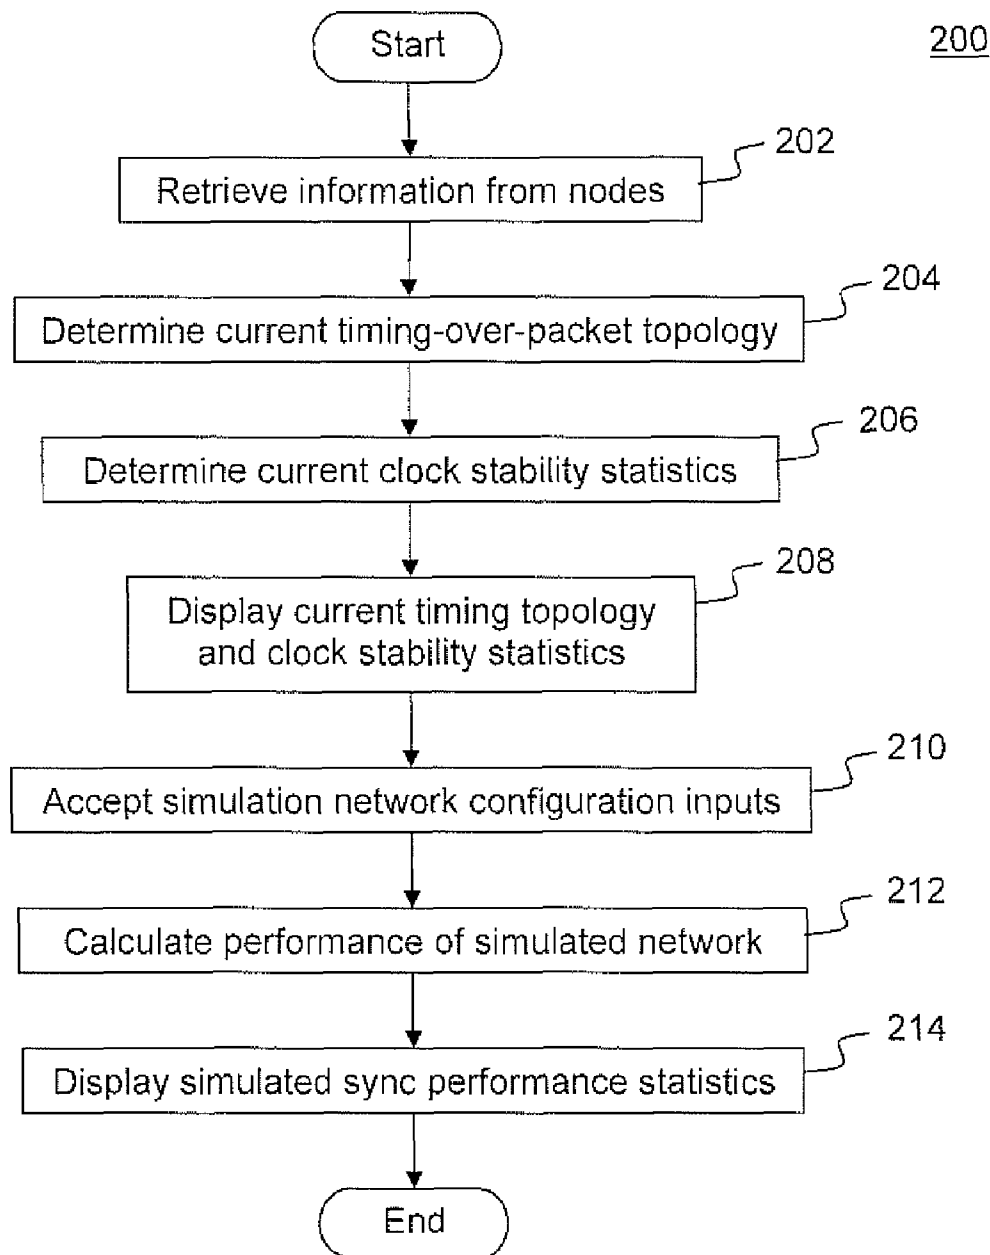 Start
200
202
Retrieve information from nodes
204
Determine current timing-over-packet topology
206
Determine current clock stability statistics
208
Display current timing topology
and clock stability statistics
210
Accept simulation network configuration inputs
212
Calculate performance of simulated network
214
Display simulated sync performance statistics
End